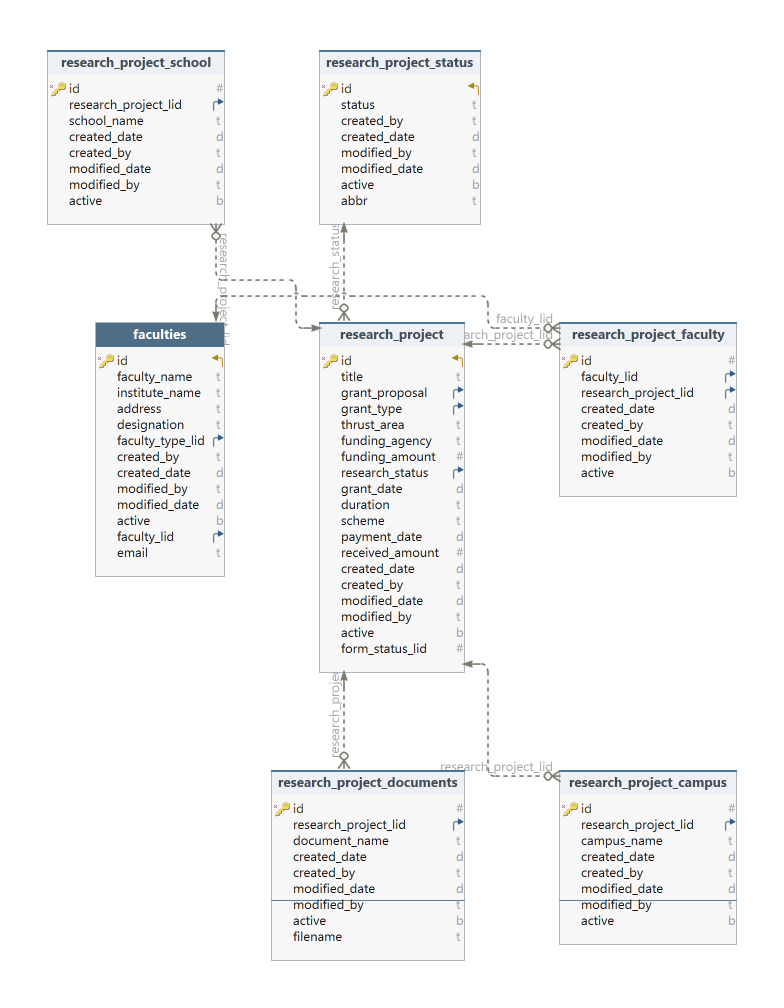 research_project_school
id #
research_project_lid
school_name t
created_date d
created_by t
modified_date d
modified_by t
active b
research_project_status
id
status t
created_by t
created_date d
modified_by t
modified_date d
active b
abbr t
research_project_lid
research_status
faculties
id
faculty_name t
institute_name t
address t
designation t
faculty_type_lid
created_by t
created_date d
modified_by t
modified_date d
active b
faculty_lid
email t
research_project
id
title t
grant_proposal
grant_type
thrust_area t
funding_agency t
funding_amount #
research_status
grant_date d
duration t
scheme t
payment_date d
received_amount #
created_date d
created_by t
modified_date d
modified_by t
active b
form_status_lid #
faculty_lid
arch_project_lid
research_project_faculty
id #
faculty_lid
research_project_lid
created_date d
created_by t
modified_date d
modified_by t
active b
research_proje
research_project_lid
research_project_documents
id #
research_project_lid
document_name t
created_date d
created_by t
modified_date d
modified_by t
active b
filename t
research_project_campus
id #
research_project_lid
campus_name t
created_date d
created_by t
modified_date d
modified_by t
active b